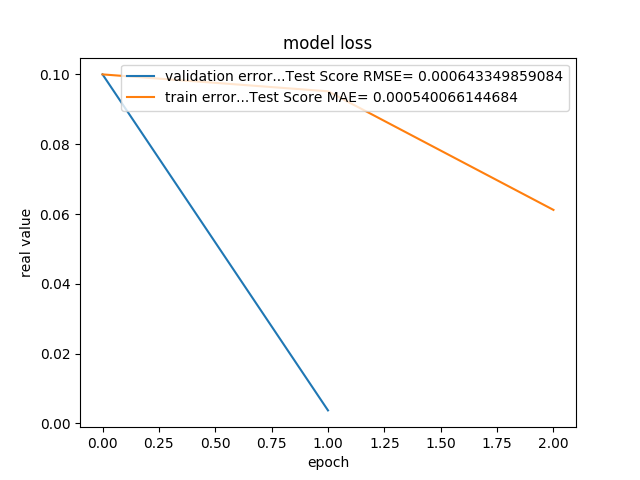 model loss
validation error...Test Score RMSE= 0.000643349859084
train error...Test Score MAE= 0.000540066144684
real value
0.10
0.08
0.06
0.04
0.02
0.00
0.00 0.25 0.50 0.75 1.00 1.25 1.50 1.75 2.00
epoch